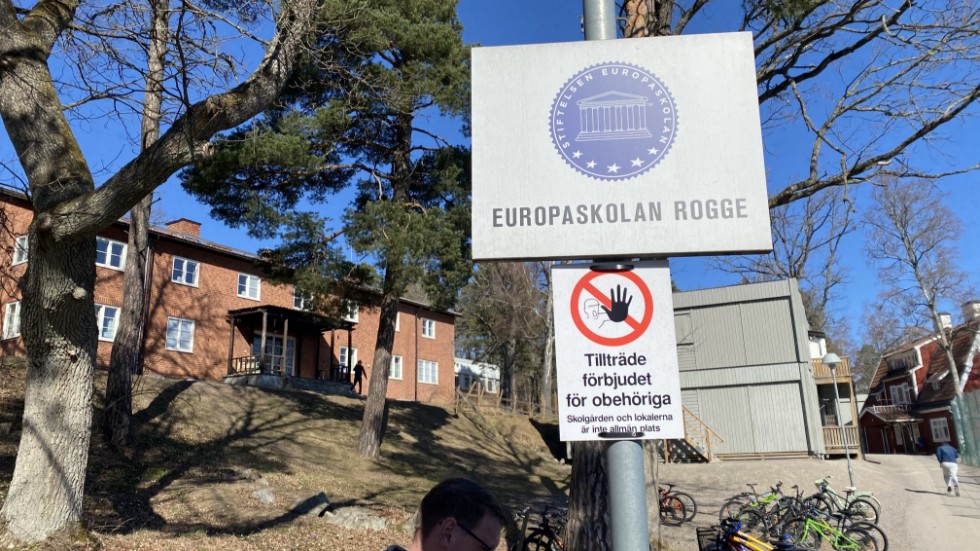 STIFTELSEN EUROPASKOLAN
EUROPASKOLAN ROGGE
Tillträde
förbjudet
för obehöriga
Skolgården och lokalerna
är inte allmän plats